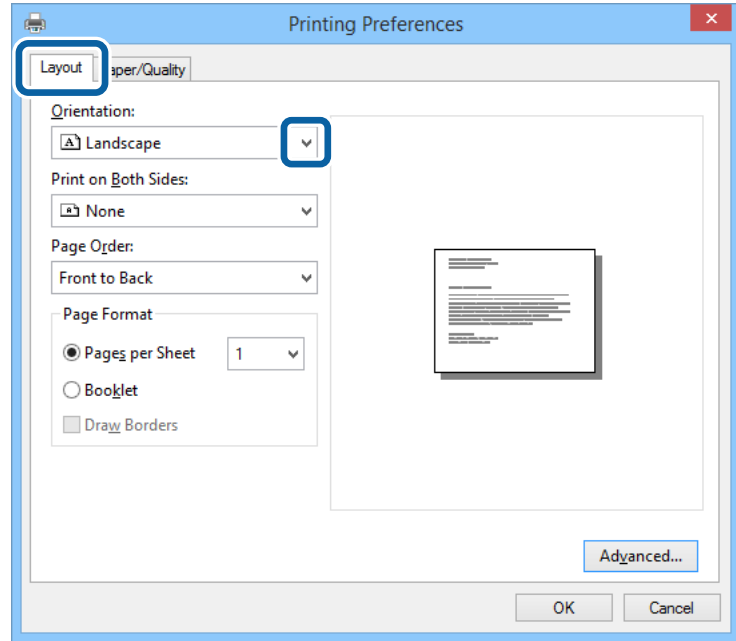 Printing Preferences
Layout
aper/Quality
Orientation:
Landscape
Print on Both Sides:
None
Page Order:
Front to Back
Page Format
Pages per Sheet 1
Booklet
Draw Borders
Advanced...
OK Cancel